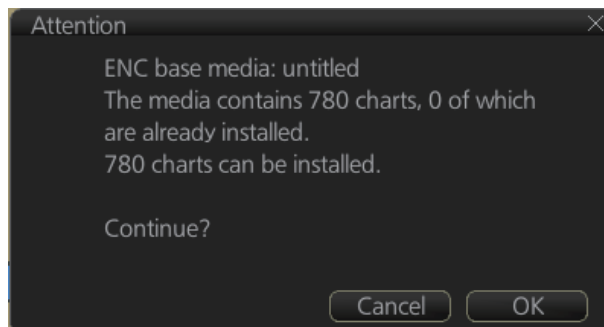 Attention
ENC base media: untitled
The media contains 780 charts, 0 of which
are already installed.
780 charts can be installed.
Continue?
Cancel
OK